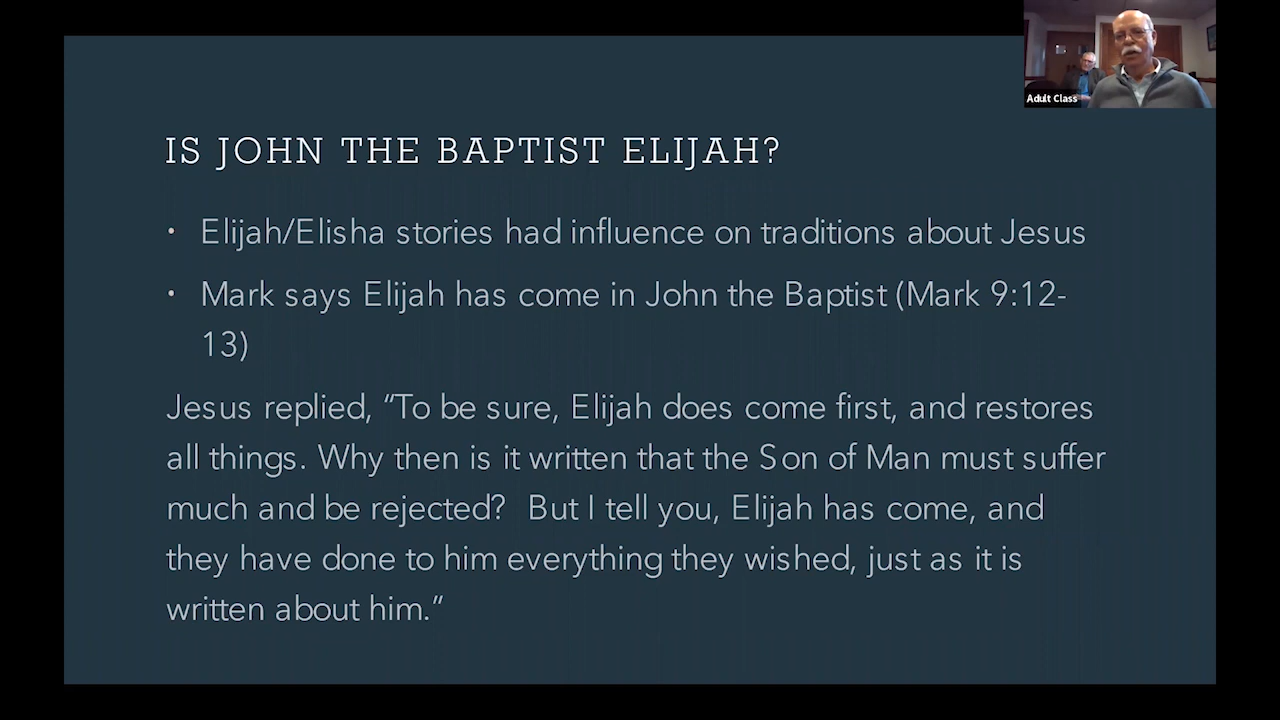 Adult Class
IS JOHN THE BAPTIST ELIJAH?
• Elijah/Elisha stories had influence on traditions about Jesus
• Mark says Elijah has come in John the Baptist (Mark 9:12-
13)
Jesus replied, “To be sure, Elijah does come first, and restores
all things. Why then is it written that the Son of Man must suffer
much and be rejected?  But I tell you, Elijah has come, and
they have done to him everything they wished, just as it is
written about him.”